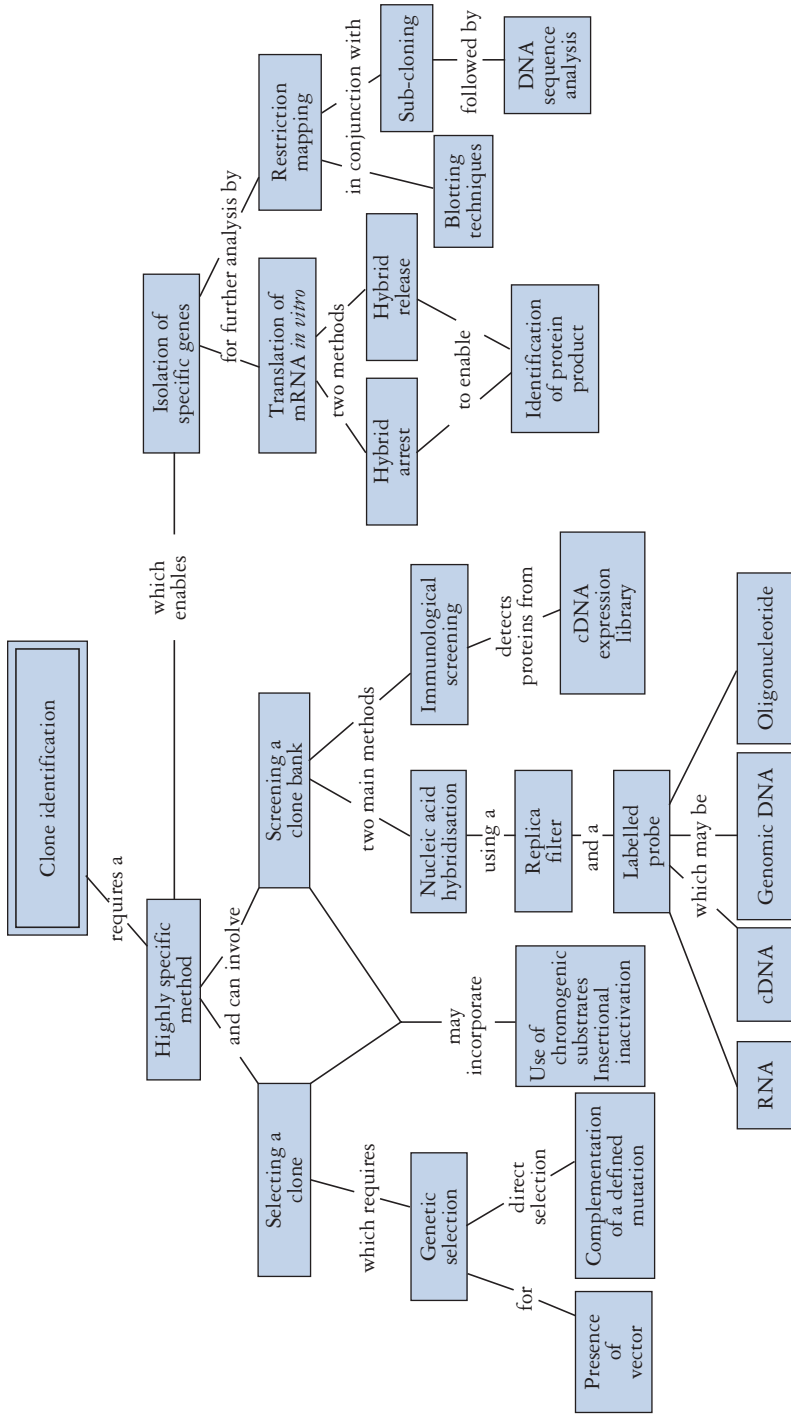 Clone identification
requires a
Highly specific
method
which
enables
Isolation of
specific genes
and can involve
for further analysis by
Selecting a
clone
Screening a
clone bank
Translation of
mRNA in vitro
Restriction
mapping
which requires
may
incorporate
two main methods
two methods
in conjunction with
Genetic
selection
Nucleic acid
hybridisation
Immunological
screening
Hybrid
arrest
Hybrid
release
Blotting
techniques
Sub-cloning
for
direct
selection
using a
detects
proteins from
to enable
followed by
Presence
of
vector
Complementation
of a defined
mutation
Use of
chromogenic
substrates
Insertional
inactivation
Replica
filter
cDNA
expression
library
Identification
of protein
product
DNA
sequence
analysis
and a
Labelled
probe
which may be
RNA
cDNA
Genomic DNA
Oligonucleotide